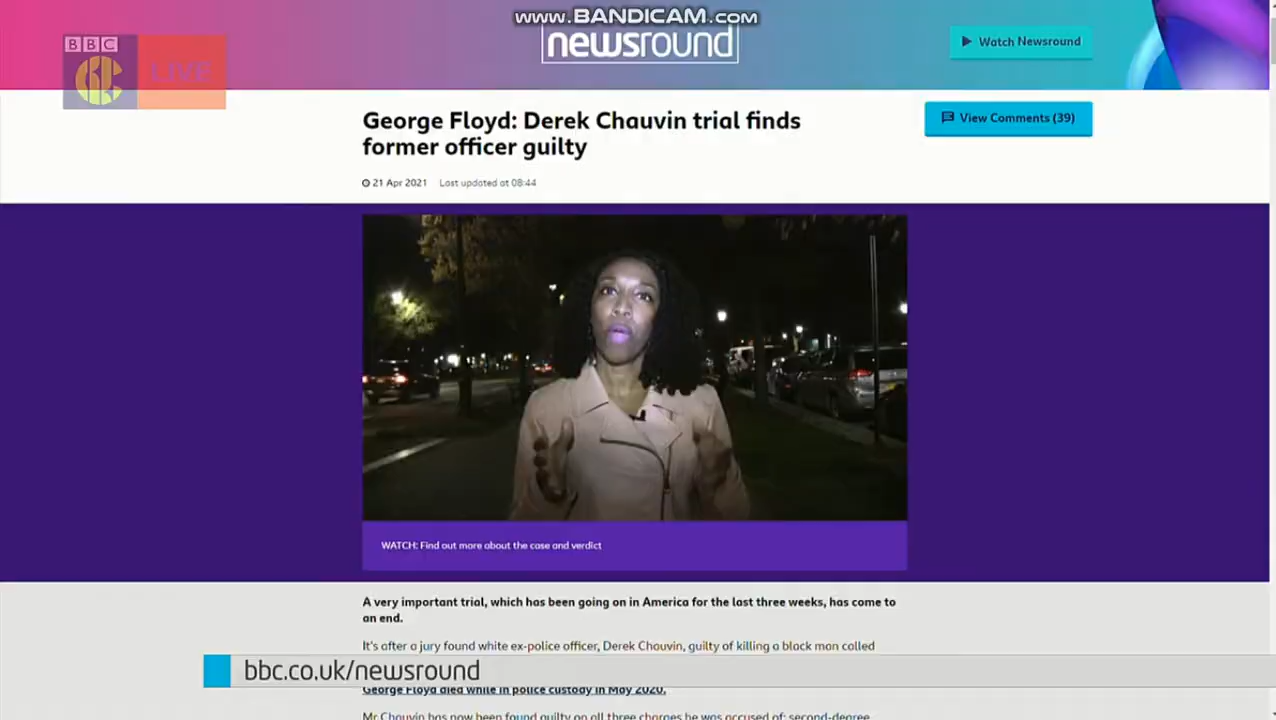 www.BANDICAM.com
newsround
Watch Newsround
BBC
LIVE
George Floyd: Derek Chauvin trial finds
former officer guilty
View Comments (39)
21 Apr 2021 Last updated at 08:44
WATCH: Find out more about the case and verdict
A very important trial, which has been going on in America for the last three weeks, has come to
an end.
It's after a jury found white ex-police officer, Derek Chauvin, guilty of killing a black man called
bbc.co.uk/newsround
George Floyd died while in police custody in May 2020.
Mr Chauvin has now been found guilty on all three charges he was accused of: second-degree